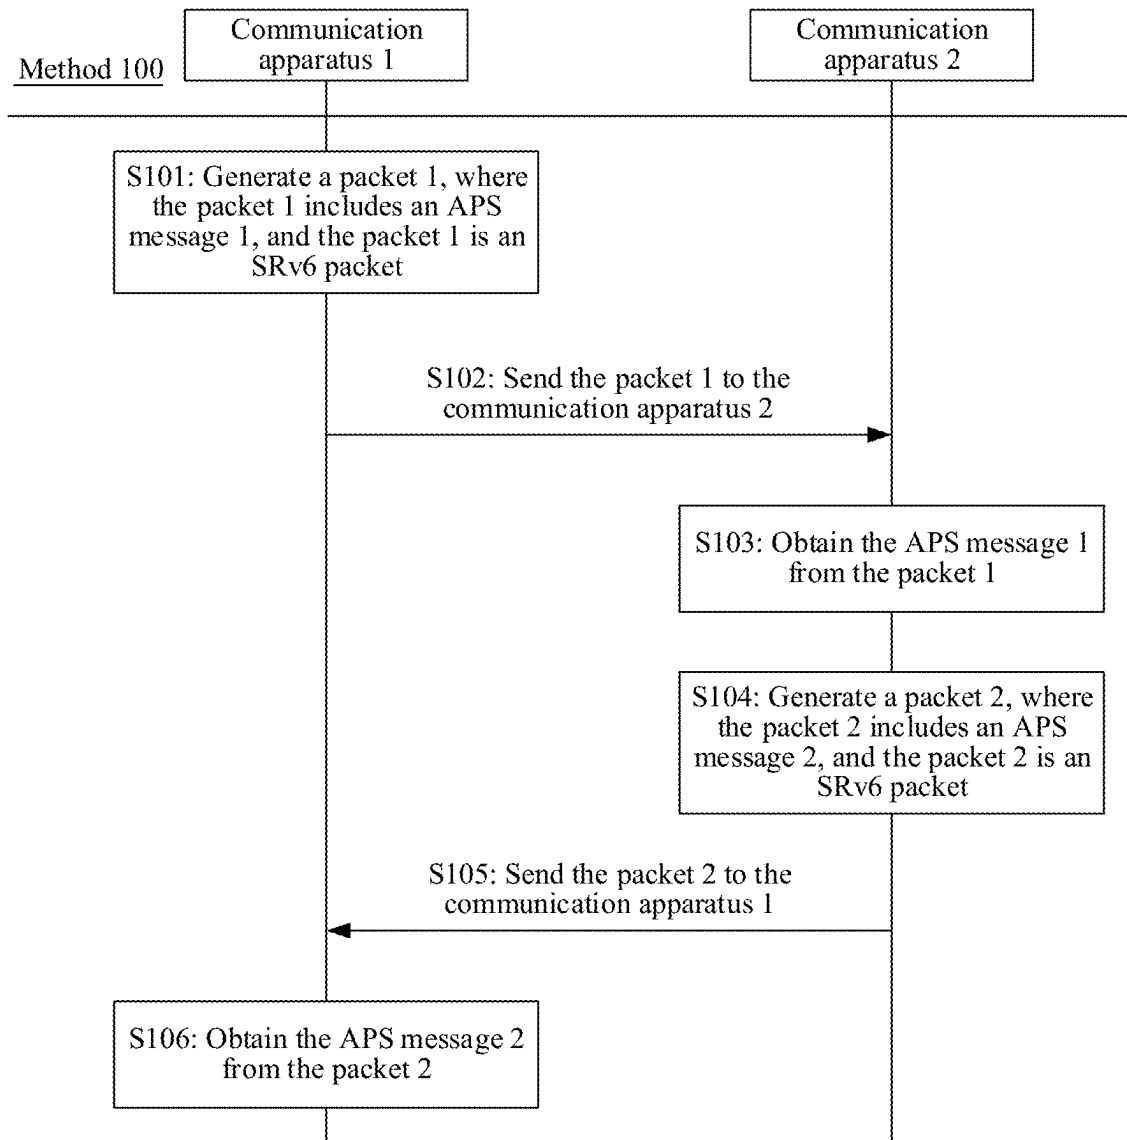 Communication
apparatus 1
Communication
apparatus 2
Method 100
S101: Generate a packet 1, where
the packet 1 includes an APS
message 1, and the packet 1 is an
SRv6 packet
S102: Send the packet 1 to the
communication apparatus 2
S103: Obtain the APS message 1
from the packet 1
S104: Generate a packet 2, where
the packet 2 includes an APS
message 2, and the packet 2 is an
SRv6 packet
S105: Send the packet 2 to the
communication apparatus 1
S106: Obtain the APS message 2
from the packet 2